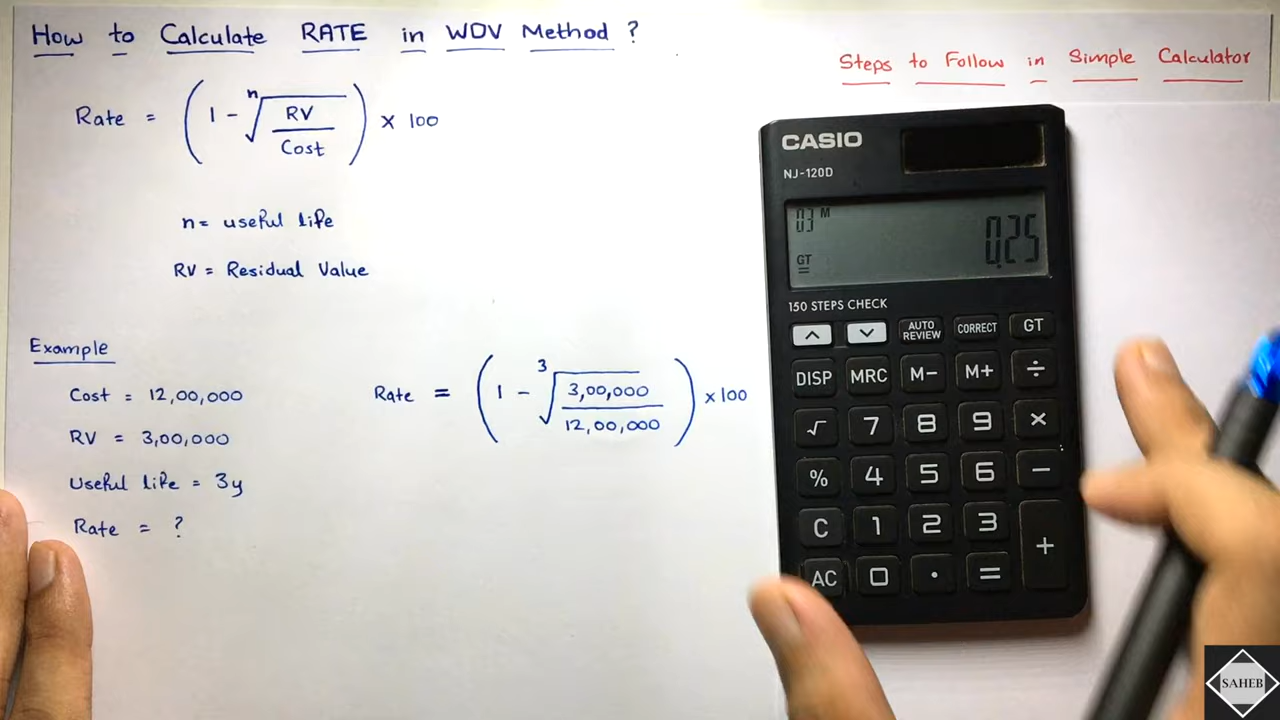 How to Calculate RATE in WDV Method ?
Steps to Follow in Simple Calculator
Rate = ( 1 - n√ RV / Cost ) × 100
n = useful life
RV = Residual Value
Example
Cost = 12,00,000
RV = 3,00,000
Useful life = 3y
Rate = ?
Rate = ( 1 - 3√ 3,00,000 / 12,00,000 ) × 100
CASIO
NJ-120D
03 M
GT
=
0.25
150 STEPS CHECK
AUTO REVIEW CORRECT GT
DISP MRC M- M+ ÷
√ 7 8 9 ×
% 4 5 6 -
C 1 2 3 +
AC 0 . =
SAHEB